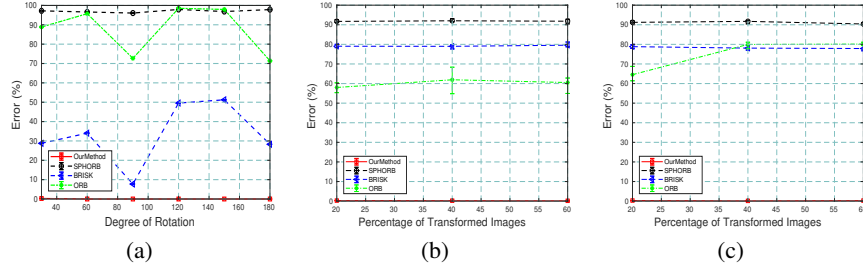 100
90
80
70
60
50
40
30
20
10
0
Error (%)
OurMethod
SPHORB
BRISK
ORB
40 60 80 100 120 140 160 180
Degree of Rotation
(a)
100
90
80
70
60
50
40
30
20
10
0
Error (%)
OurMethod
SPHORB
BRISK
ORB
20 25 30 35 40 45 50 55 60
Percentage of Transformed Images
(b)
100
90
80
70
60
50
40
30
20
10
0
Error (%)
OurMethod
SPHORB
BRISK
ORB
20 25 30 35 40 45 50 55 60
Percentage of Transformed Images
(c)